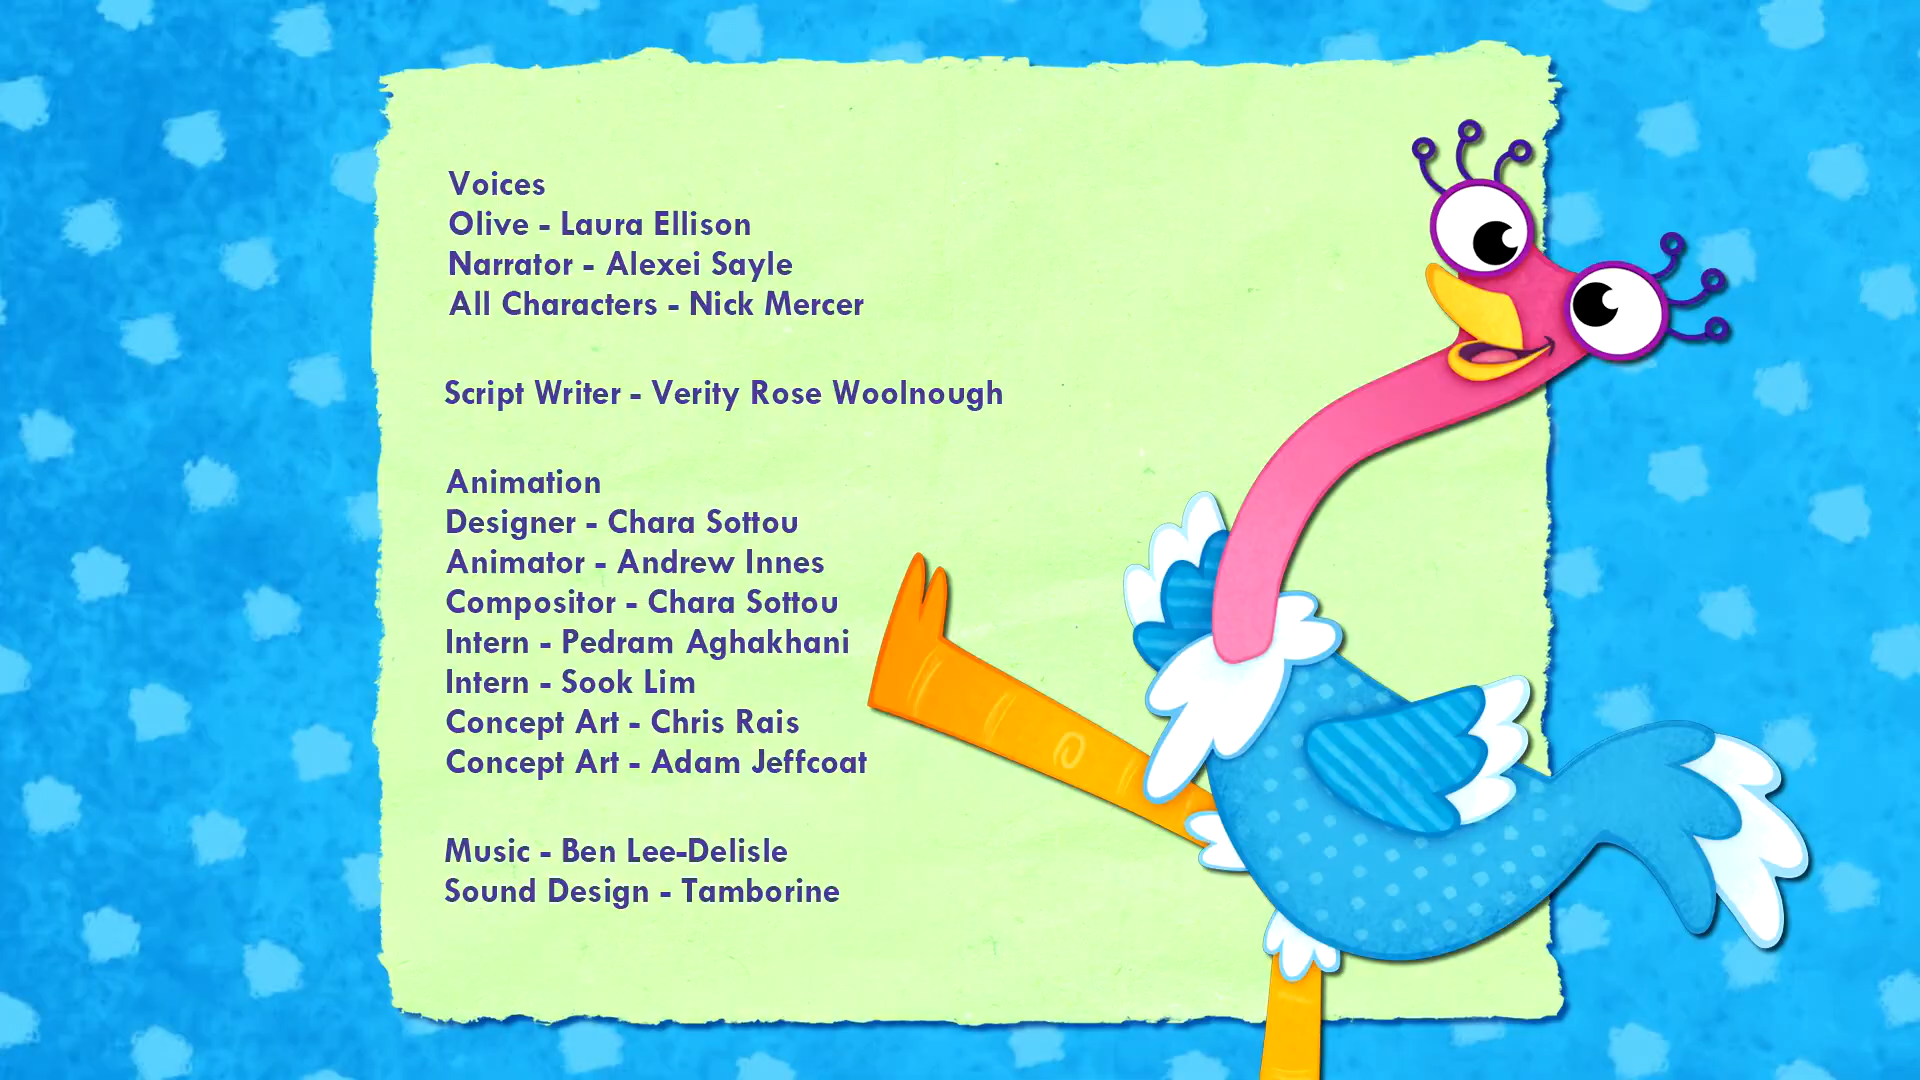 Voices
Olive - Laura Ellison
Narrator - Alexei Sayle
All Characters - Nick Mercer
Script Writer - Verity Rose Woolnough
Animation
Designer - Chara Sottou
Animator - Andrew Innes
Compositor - Chara Sottou
Intern - Pedram Aghakhani
Intern - Sook Lim
Concept Art - Chris Rais
Concept Art - Adam Jeffcoat
Music - Ben Lee-Delisle
Sound Design - Tamborine